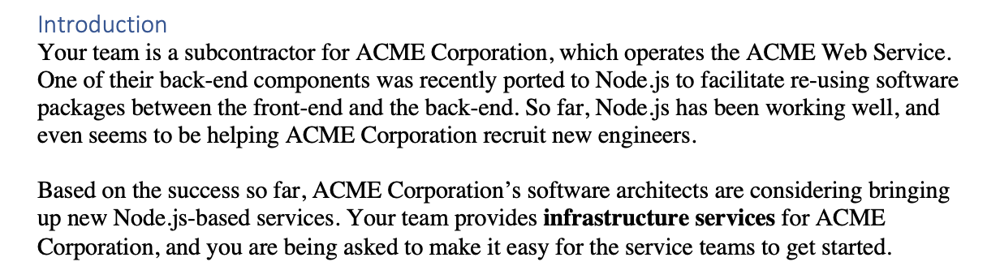 Introduction
Your team is a subcontractor for ACME Corporation, which operates the ACME Web Service.
One of their back-end components was recently ported to Node.js to facilitate re-using software
packages between the front-end and the back-end. So far, Node.js has been working well, and
even seems to be helping ACME Corporation recruit new engineers.
Based on the success so far, ACME Corporation’s software architects are considering bringing
up new Node.js-based services. Your team provides infrastructure services for ACME
Corporation, and you are being asked to make it easy for the service teams to get started.